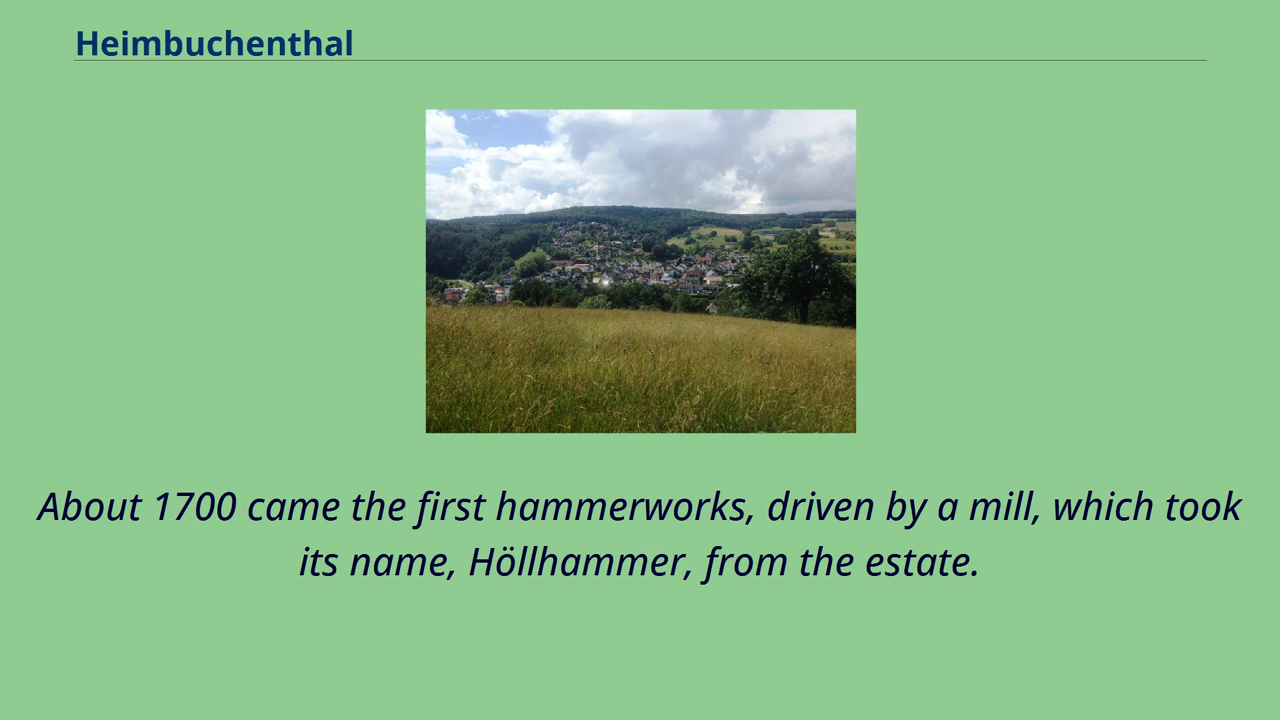 Heimbuchenthal
About 1700 came the first hammerworks, driven by a mill, which took
its name, Höllhammer, from the estate.